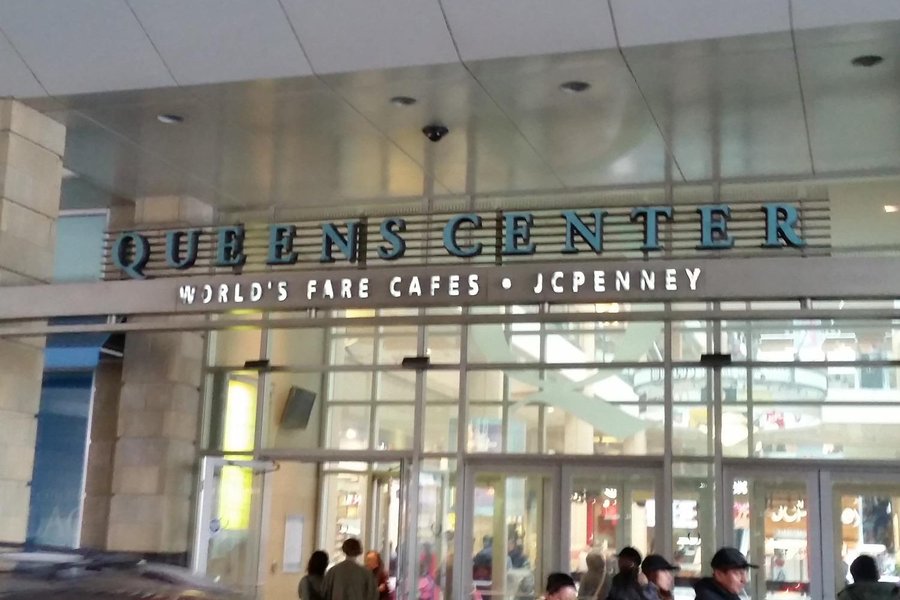 QUEENS CENTER
WORLD'S FARE CAFES • JCPENNEY